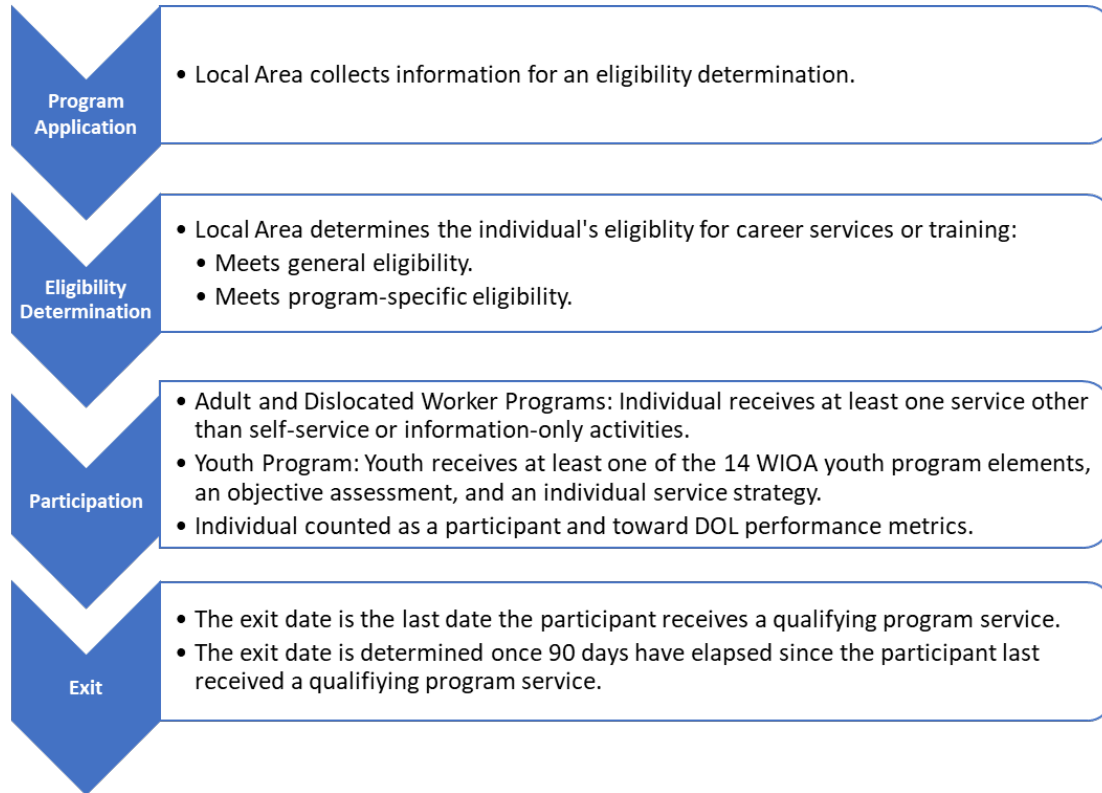 Program
Application
• Local Area collects information for an eligibility determination.
Eligibility
Determination
• Local Area determines the individual's eligiblity for career services or training:
• Meets general eligibility.
• Meets program-specific eligibility.
Participation
• Adult and Dislocated Worker Programs: Individual receives at least one service other
than self-service or information-only activities.
• Youth Program: Youth receives at least one of the 14 WIOA youth program elements,
an objective assessment, and an individual service strategy.
• Individual counted as a participant and toward DOL performance metrics.
Exit
• The exit date is the last date the participant receives a qualifying program service.
• The exit date is determined once 90 days have elapsed since the participant last
received a qualifiying program service.